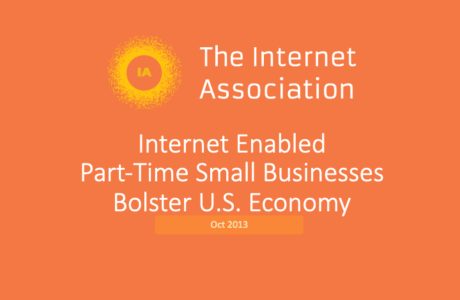 IA
The Internet
Association
Internet Enabled
Part-Time Small Businesses
Bolster U.S. Economy
Oct 2013